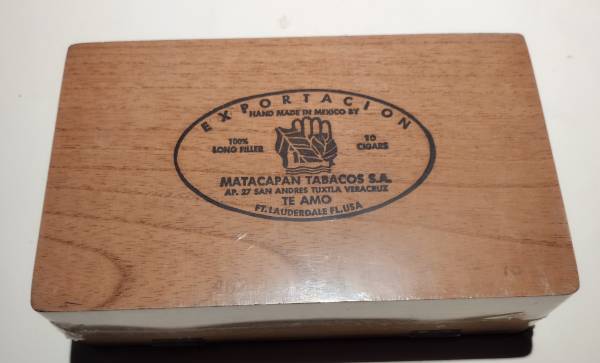 EXPORTACION
HAND MADE IN MEXICO BY
100%
LONG FILLER
10
CIGARS
MATACAPAN TABACOS S.A.
AP. 27 SAN ANDRES TUXTLA VERACRUZ
TE AMO
FT. LAUDERDALE FL, USA